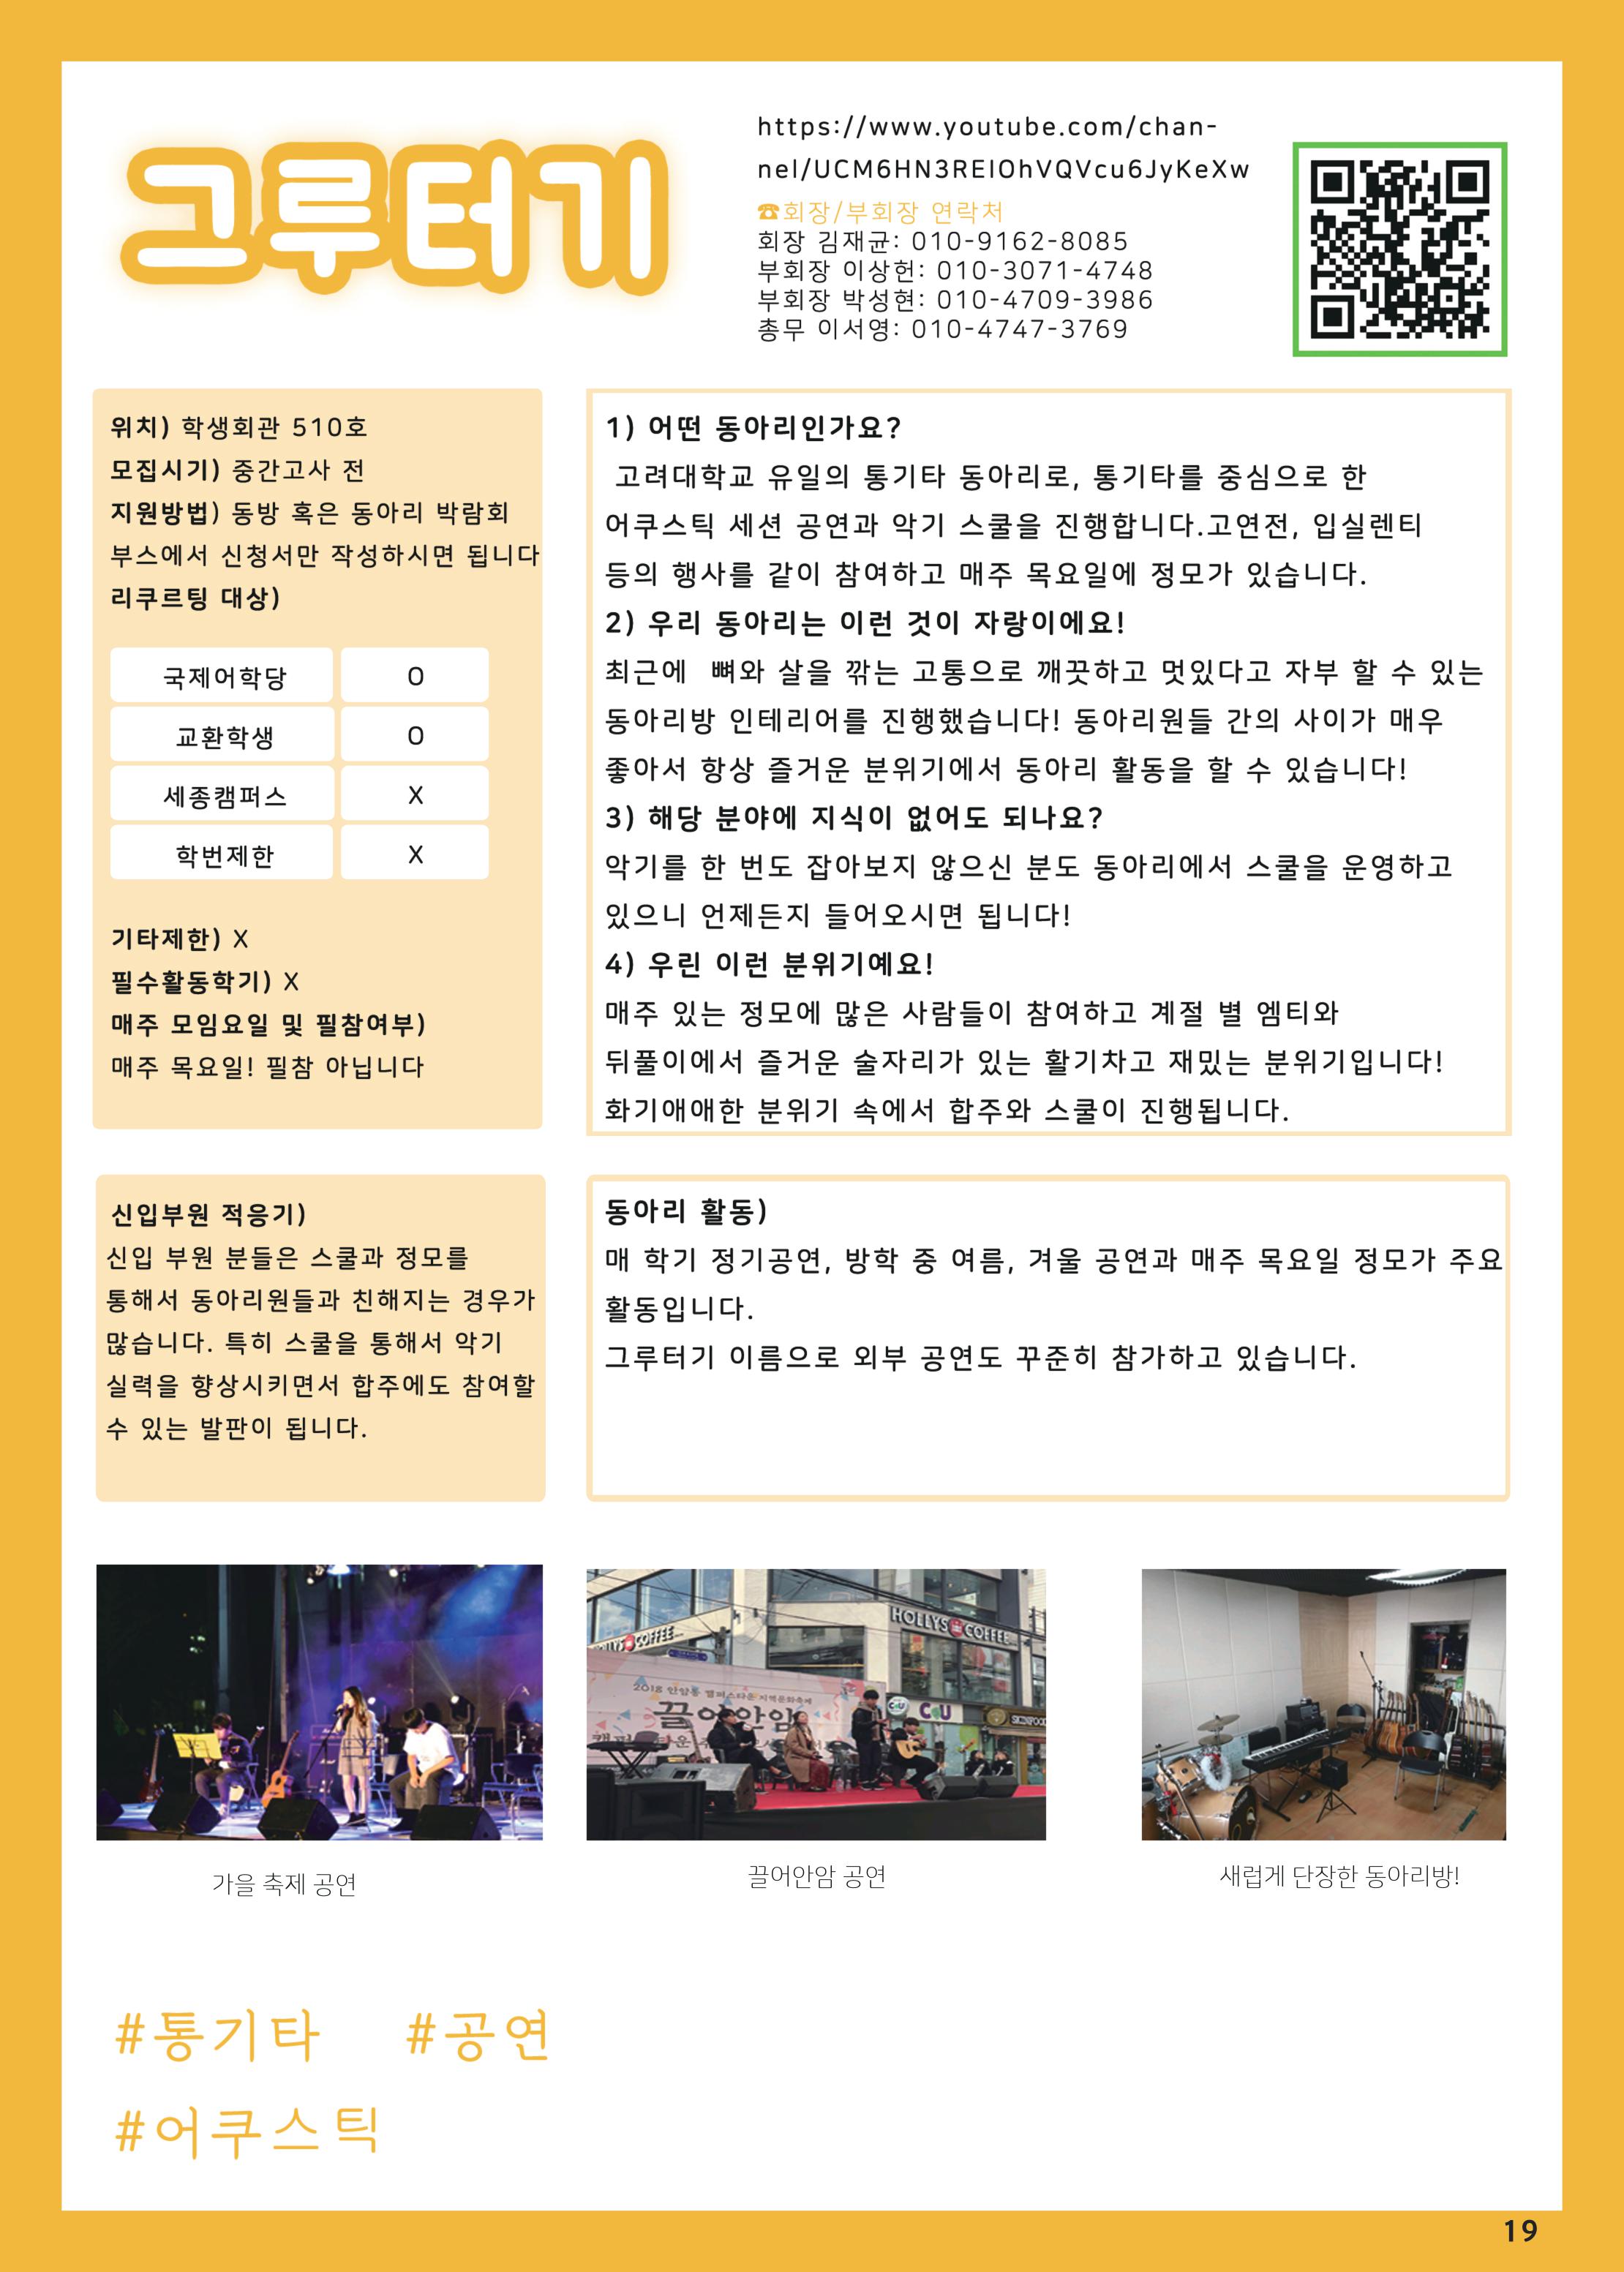 그루터기
https://www.youtube.com/chan-
nel/UCM6HN3REIOhVQVcu6JyKeXw
☎회장/부회장 연락처
회장 김재균: 010-9162-8085
부회장 이상헌: 010-3071-4748
부회장 박성현: 010-4709-3986
총무 이서영: 010-4747-3769
위치) 학생회관 510호
모집시기) 중간고사 전
지원방법) 동방 혹은 동아리 박람회
부스에서 신청서만 작성하시면 됩니다
리쿠르팅 대상)
국제어학당 O
교환학생 O
세종캠퍼스 X
학번제한 X
기타제한) X
필수활동학기) X
매주 모임요일 및 필참여부)
매주 목요일! 필참 아닙니다
1) 어떤 동아리인가요?
고려대학교 유일의 통기타 동아리로, 통기타를 중심으로 한
어쿠스틱 세션 공연과 악기 스쿨을 진행합니다.고연전, 입실렌티
등의 행사를 같이 참여하고 매주 목요일에 정모가 있습니다.
2) 우리 동아리는 이런 것이 자랑이에요!
최근에 뼈와 살을 깎는 고통으로 깨끗하고 멋있다고 자부 할 수 있는
동아리방 인테리어를 진행했습니다! 동아리원들 간의 사이가 매우
좋아서 항상 즐거운 분위기에서 동아리 활동을 할 수 있습니다!
3) 해당 분야에 지식이 없어도 되나요?
악기를 한 번도 잡아보지 않으신 분도 동아리에서 스쿨을 운영하고
있으니 언제든지 들어오시면 됩니다!
4) 우린 이런 분위기예요!
매주 있는 정모에 많은 사람들이 참여하고 계절 별 엠티와
뒤풀이에서 즐거운 술자리가 있는 활기차고 재밌는 분위기입니다!
화기애애한 분위기 속에서 합주와 스쿨이 진행됩니다.
신입부원 적응기)
신입 부원 분들은 스쿨과 정모를
통해서 동아리원들과 친해지는 경우가
많습니다. 특히 스쿨을 통해서 악기
실력을 향상시키면서 합주에도 참여할
수 있는 발판이 됩니다.
동아리 활동)
매 학기 정기공연, 방학 중 여름, 겨울 공연과 매주 목요일 정모가 주요
활동입니다.
그루터기 이름으로 외부 공연도 꾸준히 참가하고 있습니다.
HOLLYS COFFEE
COFFEE
2018 안암동 캠퍼스타운 지역문화축제
끌어안암
CU
SKINFOOD
가을 축제 공연
끌어안암 공연
새럽게 단장한 동아리방!
#통기타 #공연
#어쿠스틱
19